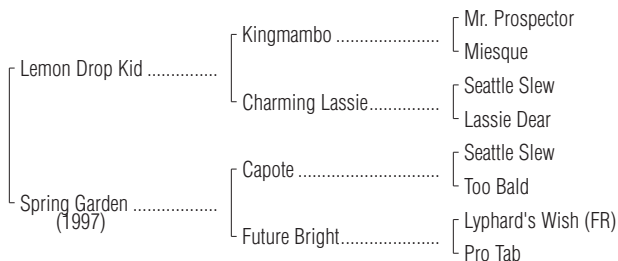 Mr. Prospector
Kingmambo .....................
Miesque
Lemon Drop Kid ..............
Seattle Slew
Charming Lassie..............
Lassie Dear
Seattle Slew
Capote ............................
Too Bald
Spring Garden .................
(1997)
Lyphard's Wish (FR)
Future Bright...................
Pro Tab